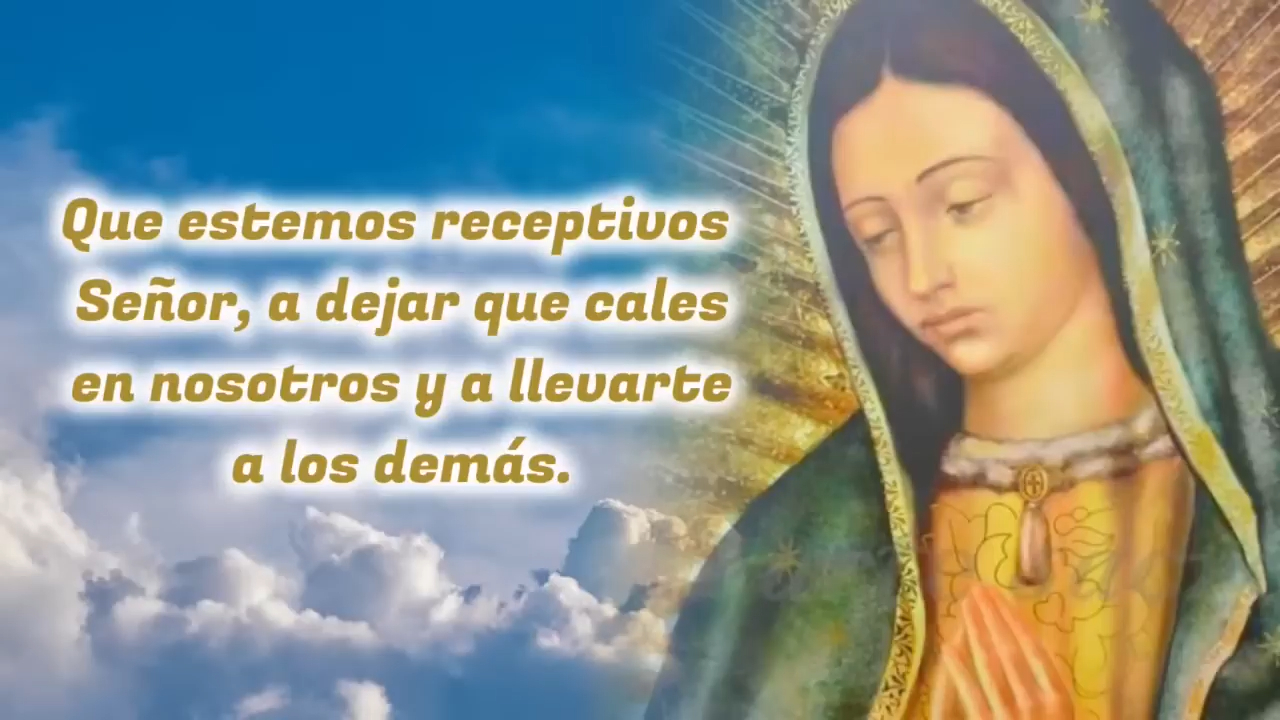 Que estemos receptivos
Señor, a dejar que cales
en nosotros y a llevarte
a los demás.